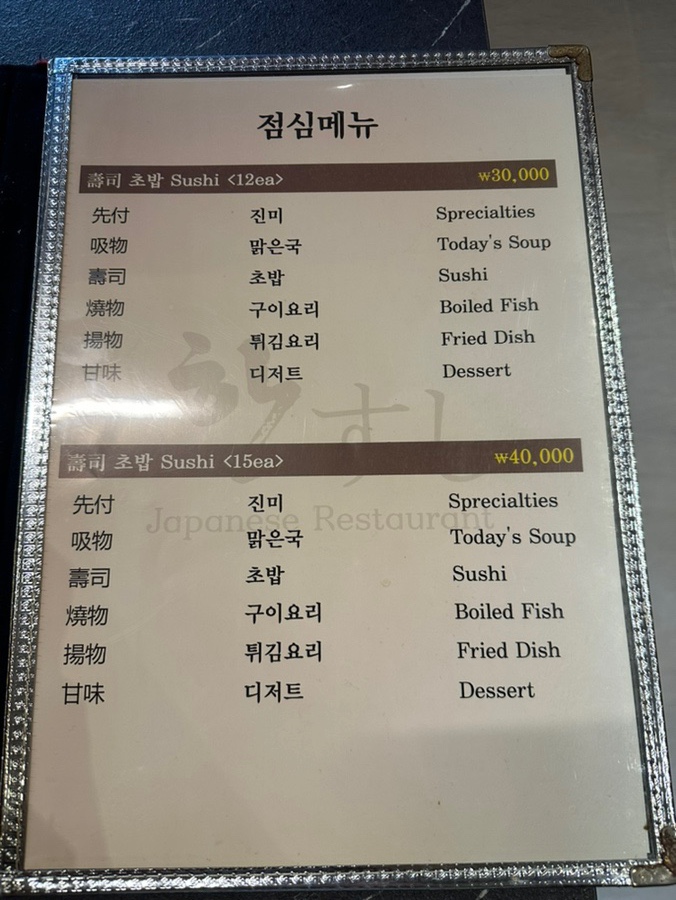 점심메뉴
壽司 초밥 Sushi <12ea> ₩30,000
先付 진미 Sprecialties
吸物 맑은국 Today's Soup
壽司 초밥 Sushi
燒物 구이요리 Boiled Fish
揚物 튀김요리 Fried Dish
甘味 디저트 Dessert
すし
Japanese Restaurant
壽司 초밥 Sushi <15ea> ₩40,000
先付 진미 Sprecialties
吸物 맑은국 Today's Soup
壽司 초밥 Sushi
燒物 구이요리 Boiled Fish
揚物 튀김요리 Fried Dish
甘味 디저트 Dessert